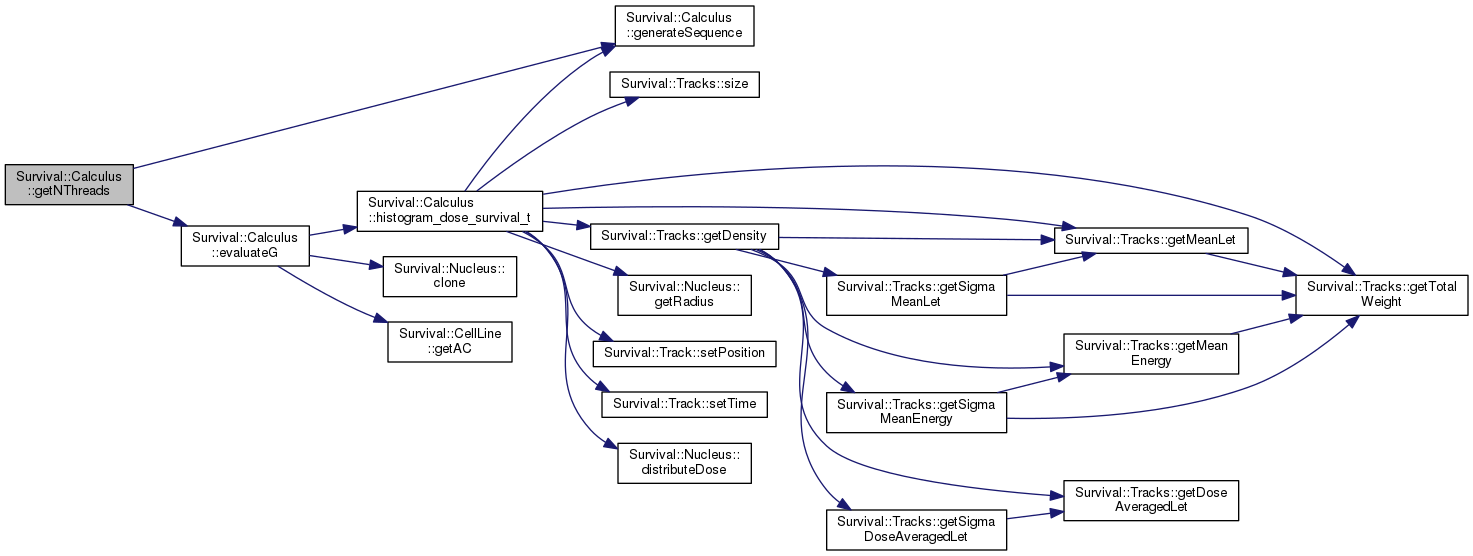 Survival::Calculus
::getNThreads
Survival::Calculus
::evaluateG
Survival::Calculus
::histogram_dose_survival_t
Survival::Nucleus::
clone
Survival::CellLine
::getAC
Survival::Calculus
::generateSequence
Survival::Tracks::size
Survival::Tracks::getDensity
Survival::Nucleus::
getRadius
Survival::Track::setPosition
Survival::Track::setTime
Survival::Nucleus::
distributeDose
Survival::Tracks::getSigma
MeanLet
Survival::Tracks::getSigma
MeanEnergy
Survival::Tracks::getSigma
DoseAveragedLet
Survival::Tracks::getMeanLet
Survival::Tracks::getMean
Energy
Survival::Tracks::getDose
AveragedLet
Survival::Tracks::getTotal
Weight